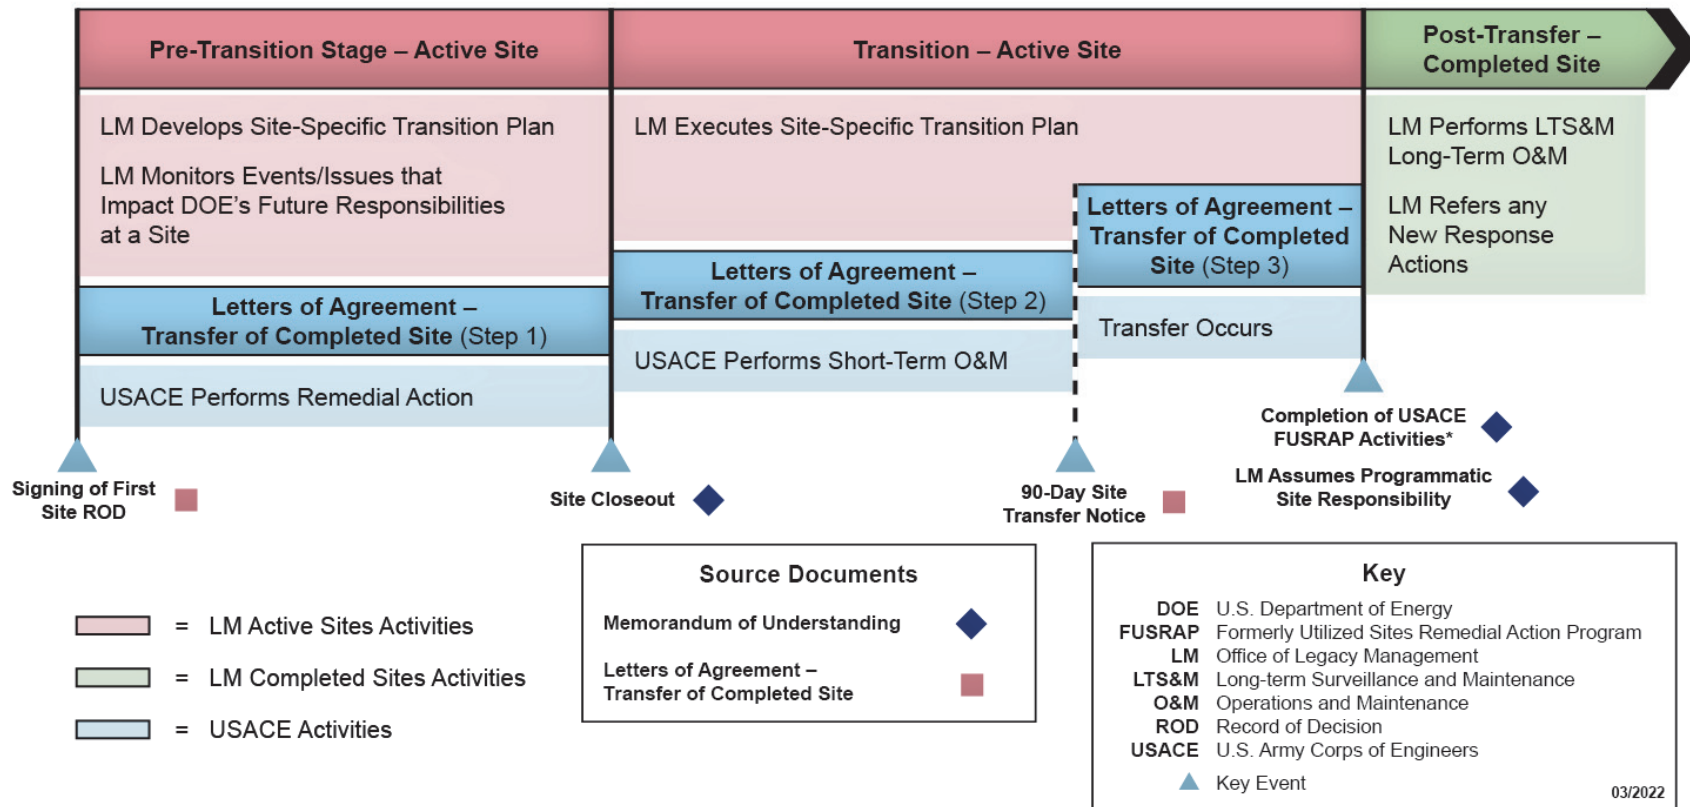 Pre-Transition Stage – Active Site
Transition – Active Site
Post-Transfer –
Completed Site
LM Develops Site-Specific Transition Plan
LM Monitors Events/Issues that
Impact DOE’s Future Responsibilities
at a Site
LM Executes Site-Specific Transition Plan
LM Performs LTS&M
Long-Term O&M
LM Refers any
New Response
Actions
Letters of Agreement –
Transfer of Completed Site (Step 1)
Letters of Agreement –
Transfer of Completed Site (Step 2)
Letters of Agreement –
Transfer of Completed
Site (Step 3)
USACE Performs Remedial Action
USACE Performs Short-Term O&M
Transfer Occurs
Signing of First
Site ROD
Site Closeout
90-Day Site
Transfer Notice
Completion of USACE
FUSRAP Activities*
LM Assumes Programmatic
Site Responsibility
= LM Active Sites Activities
= LM Completed Sites Activities
= USACE Activities
Source Documents
Memorandum of Understanding
Letters of Agreement –
Transfer of Completed Site
Key
DOE U.S. Department of Energy
FUSRAP Formerly Utilized Sites Remedial Action Program
LM Office of Legacy Management
LTS&M Long-term Surveillance and Maintenance
O&M Operations and Maintenance
ROD Record of Decision
USACE U.S. Army Corps of Engineers
Key Event
03/2022